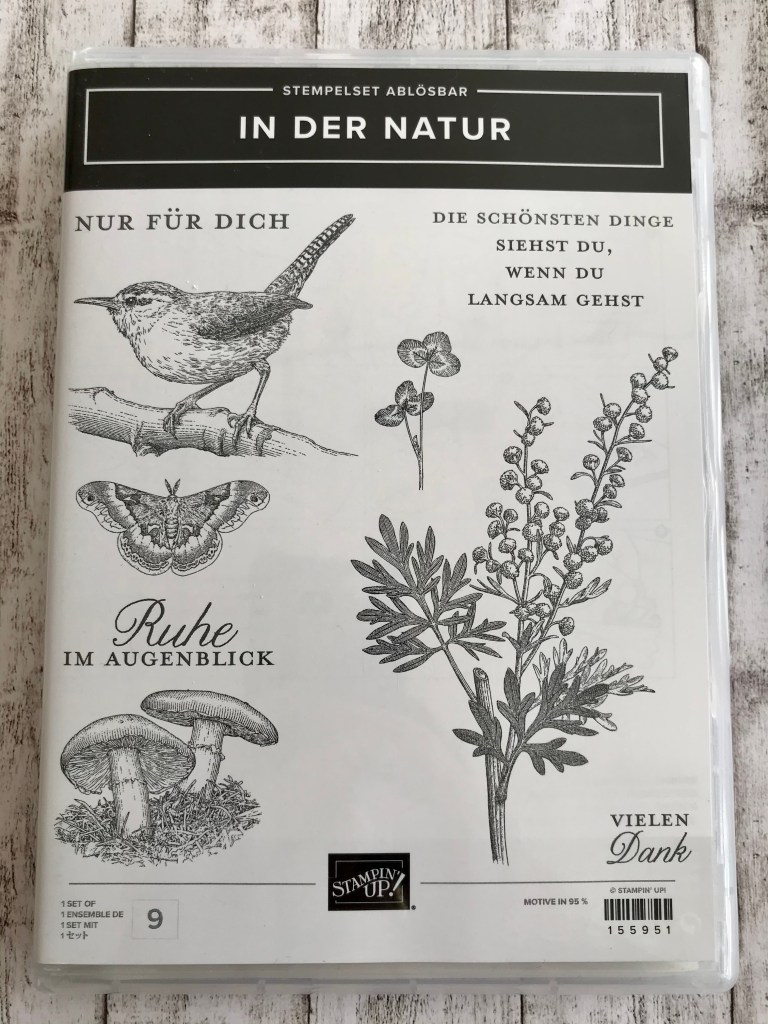 STEMPELSET ABLÖSBAR
IN DER NATUR
NUR FÜR DICH
DIE SCHÖNSTEN DINGE
SIEHST DU,
WENN DU
LANGSAM GEHST
Ruhe
IM AUGENBLICK
VIELEN
Dank
STAMPIN'
UP!®
1 SET OF
1 ENSEMBLE DE
1 SET MIT
1 セット
9
MOTIVE IN 95 %
© STAMPIN' UP!
155951